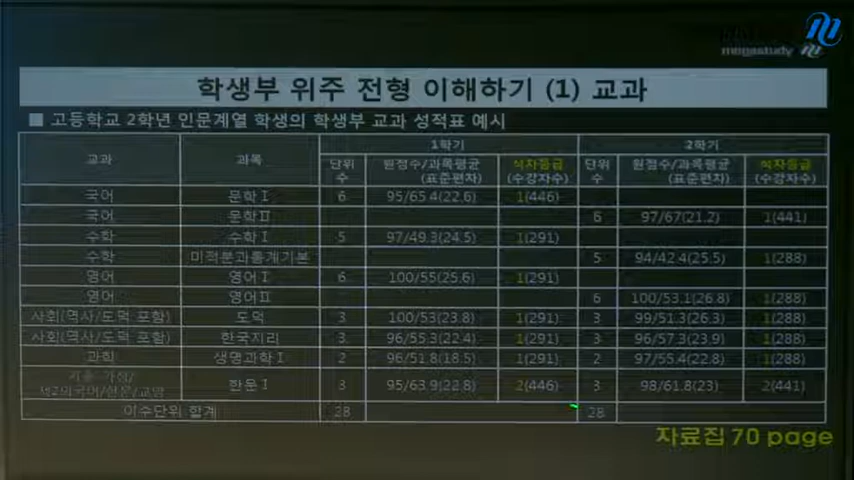 megastudy
학생부 위주 전형 이해하기 (1) 교과
■ 고등학교 2학년 인문계열 학생의 학생부 교과 성적표 예시
교과 과목 1학기 2학기
단위수 원점수/과목평균(표준편차) 석차등급(수강자수) 단위수 원점수/과목평균(표준편차) 석차등급(수강자수)
국어 문학Ⅰ 6 95/65.4(22.6) 1(446)
국어 문학Ⅱ 6 97/67(21.2) 1(441)
수학 수학Ⅰ 5 97/49.3(24.5) 1(291)
수학 미적분과통계기본 5 94/42.4(25.5) 1(288)
영어 영어Ⅰ 6 100/55(25.6) 1(291)
영어 영어Ⅱ 6 100/53.1(26.8) 1(288)
사회(역사/도덕 포함) 도덕 3 100/53(23.8) 1(291) 3 99/51.3(26.3) 1(288)
사회(역사/도덕 포함) 한국지리 3 96/55.3(22.4) 1(291) 3 96/57.3(23.9) 1(288)
과학 생명과학Ⅰ 2 96/51.8(18.5) 1(291) 2 97/55.4(22.8) 1(288)
기술·가정/
제2외국어/한문/교양 한문Ⅰ 3 95/63.9(22.8) 2(446) 3 98/61.8(23) 2(441)
이수단위 합계 28 28
자료집 70 page